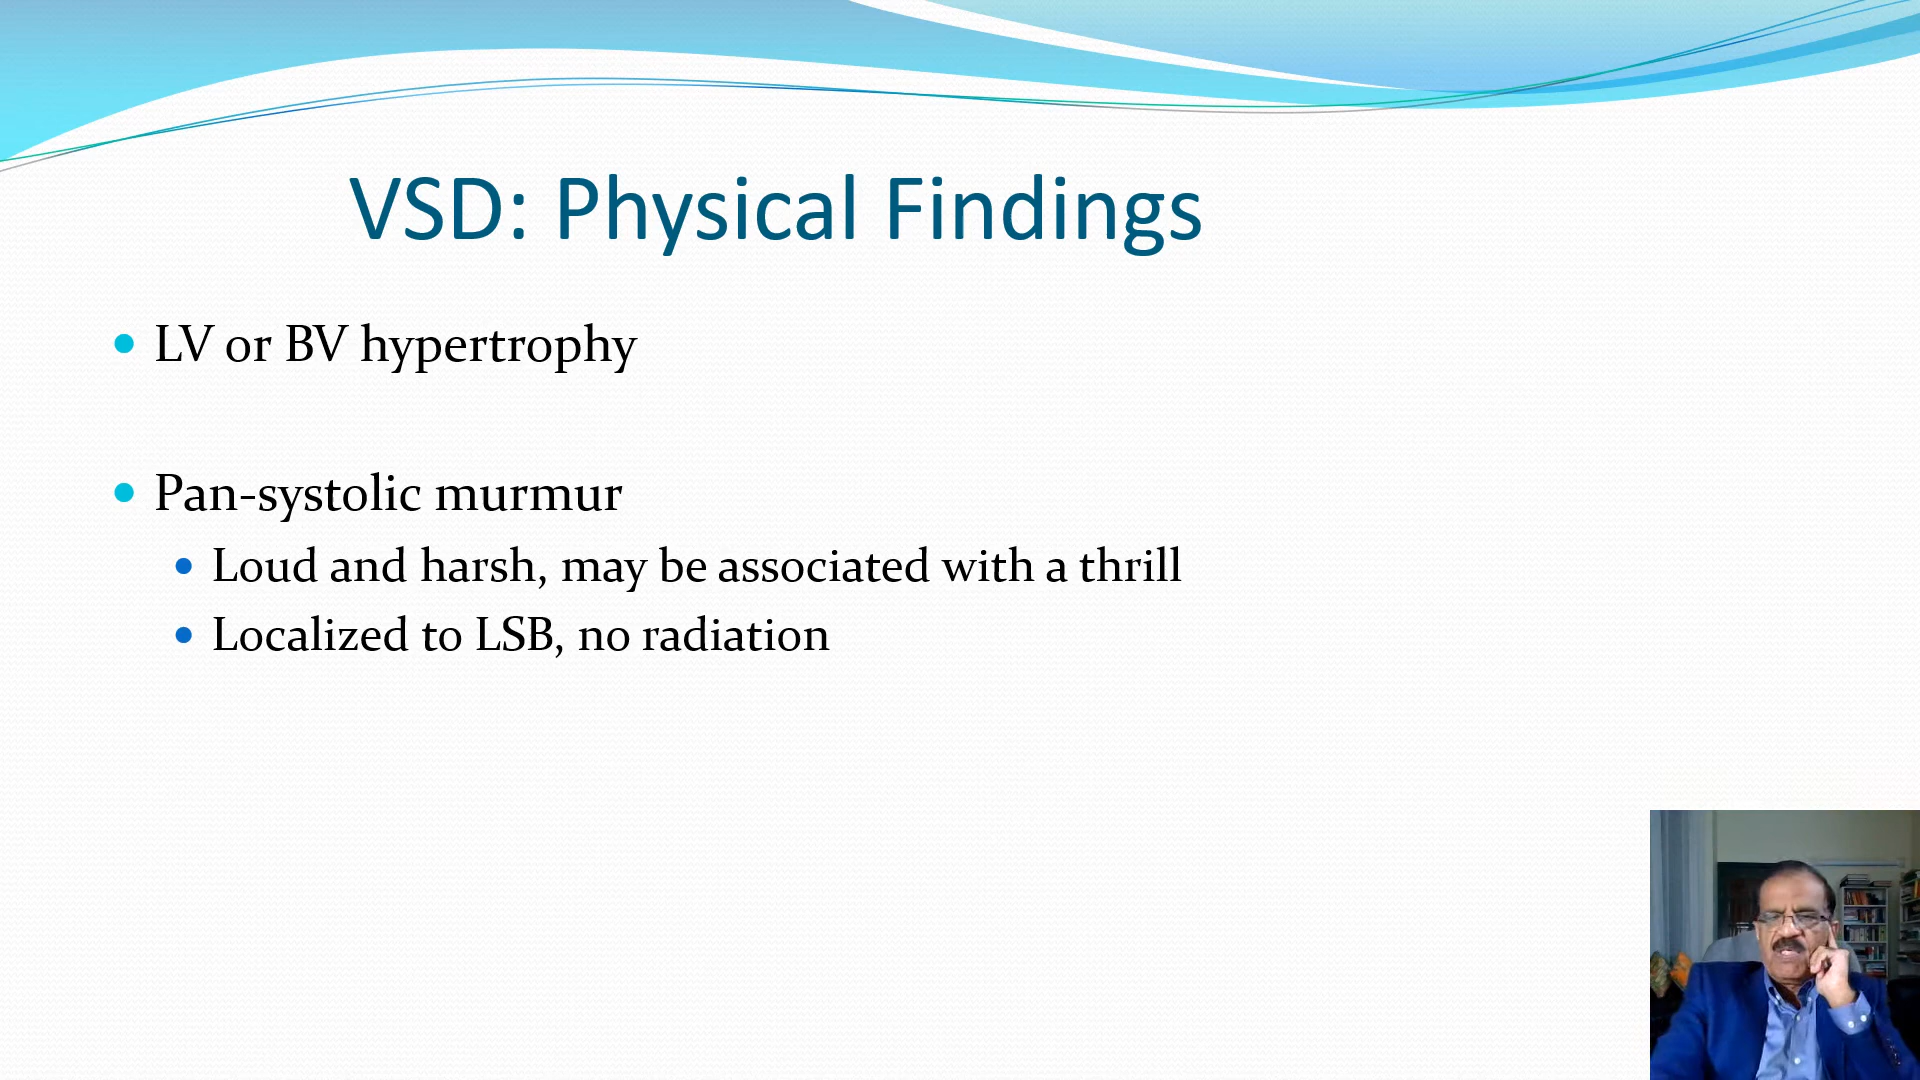 VSD: Physical Findings
LV or BV hypertrophy
Pan-systolic murmur
Loud and harsh, may be associated with a thrill
Localized to LSB, no radiation